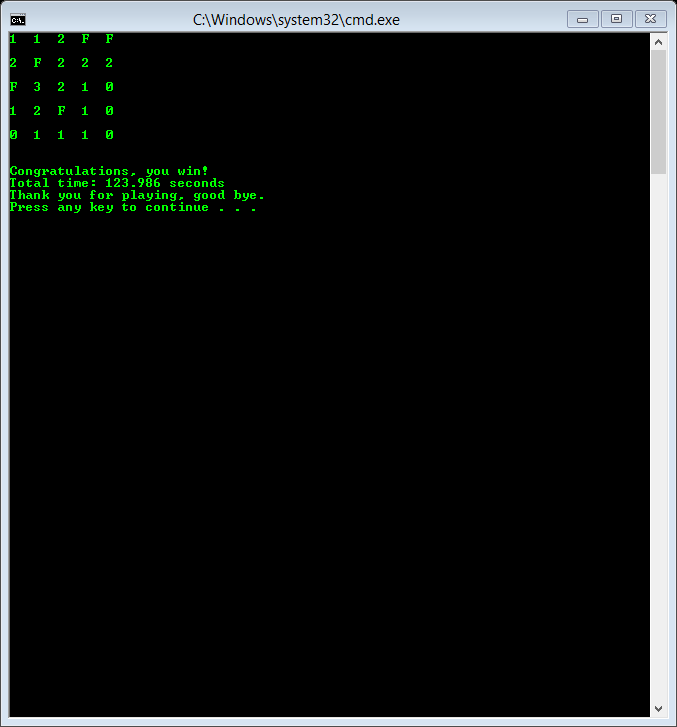 C:\Windows\system32\cmd.exe
1 1 2 F F
2 F 2 2 2
F 3 2 1 0
1 2 F 1 0
0 1 1 1 0
Congratulations, you win!
Total time: 123.986 seconds
Thank you for playing, good bye.
Press any key to continue . . .